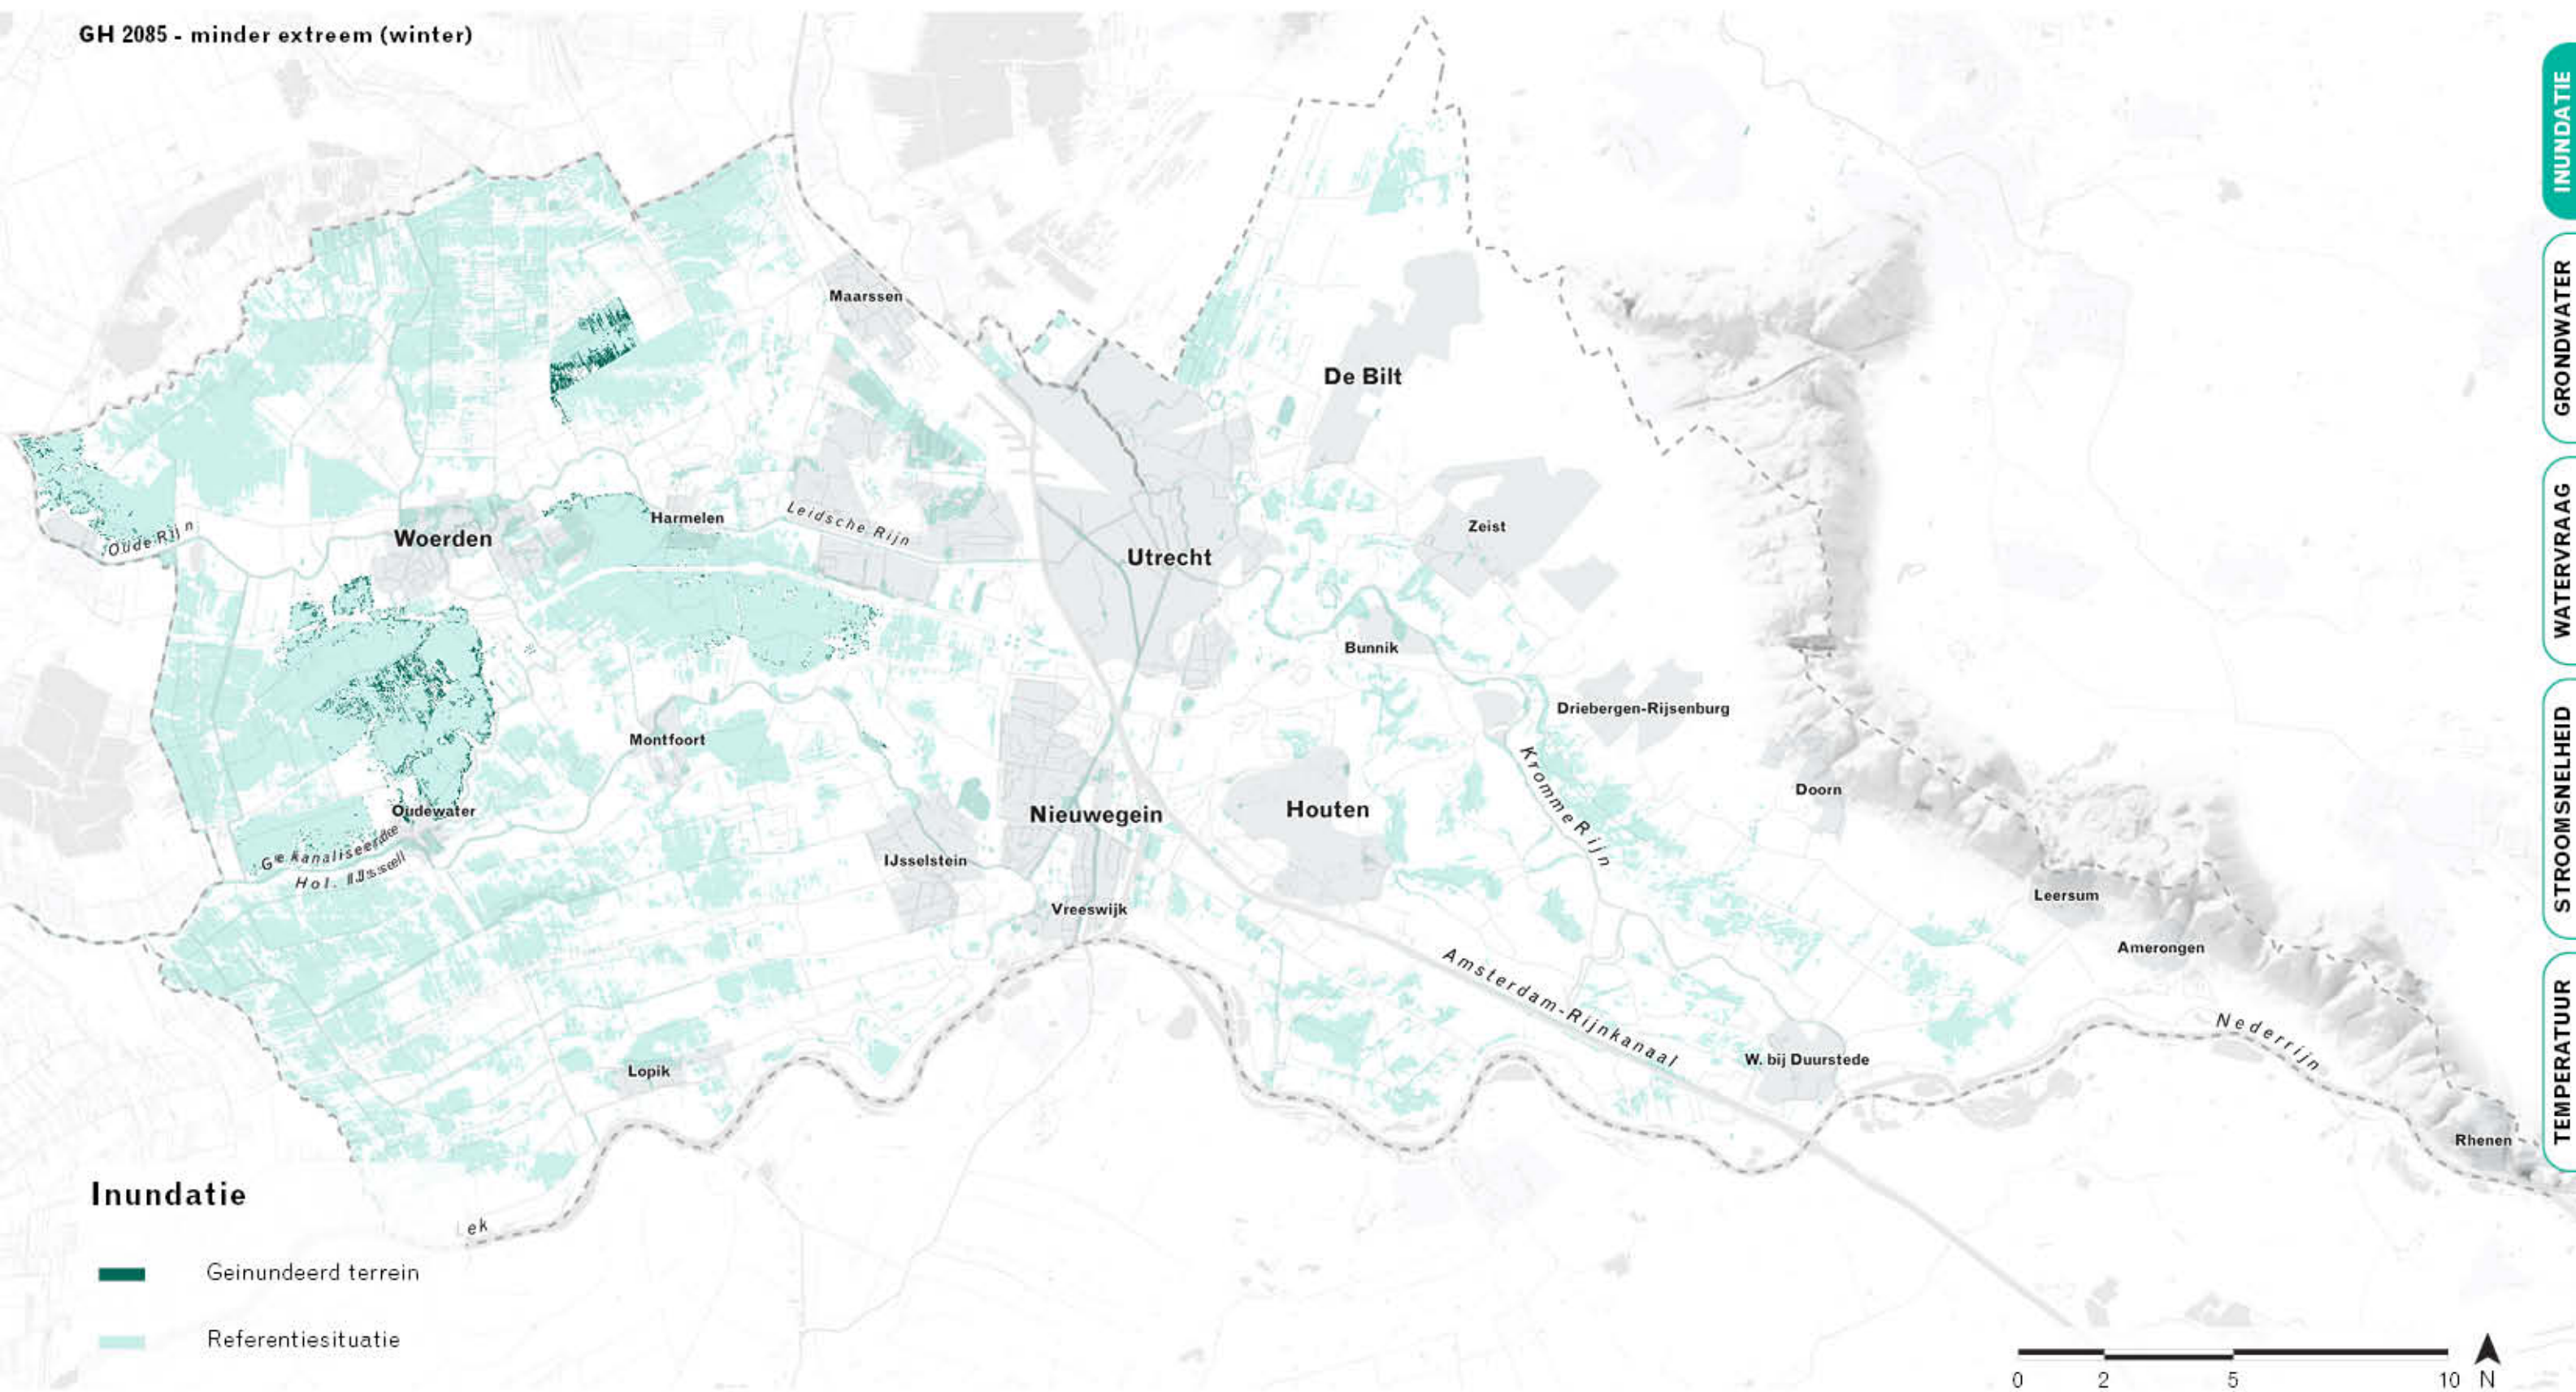 GH 2085 - minder extreem (winter)
INUNDATIE
GRONDWATER
WATERVRAAG
STROOMSNELHEID
TEMPERATUUR
Maarssen
De Bilt
Oude Rijn
Woerden
Harmelen
Leidsche Rijn
Utrecht
Zeist
Bunnik
Driebergen-Rijsenburg
Montfoort
Kromme Rijn
Doorn
Oudewater
Gekanaliseerde
Hol. IJssel
Nieuwegein
Houten
IJsselstein
Vreeswijk
Leersum
Amerongen
Amsterdam-Rijnkanaal
Lopik
W. bij Duurstede
Nederrijn
Rhenen
Lek
Inundatie
Geinundeerd terrein
Referentiesituatie
0 2 5 10 N